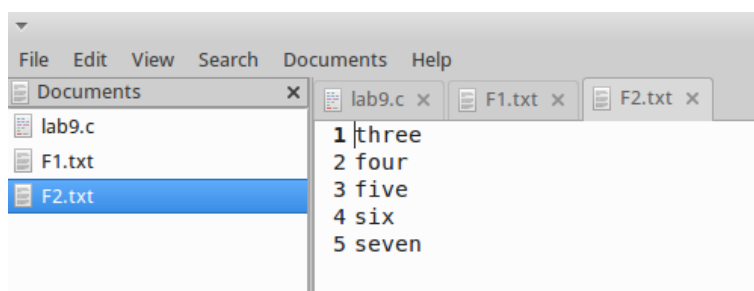 File Edit View Search Documents Help
Documents
lab9.c
F1.txt
F2.txt
lab9.c F1.txt F2.txt
1 three
2 four
3 five
4 six
5 seven